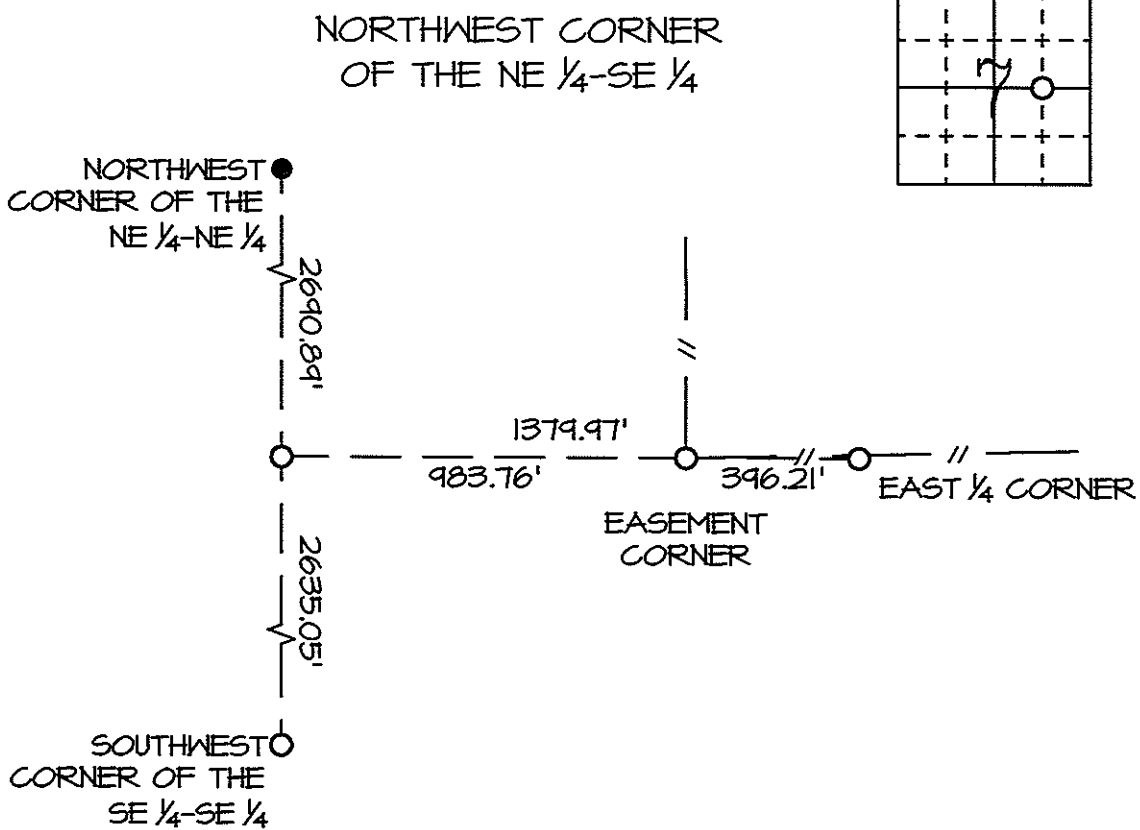 NORTHWEST CORNER
OF THE NE ¼-SE ¼
7
NORTHWEST
CORNER OF THE
NE ¼-NE ¼
2690.89'
1379.97'
983.76'
396.21'
EAST ¼ CORNER
EASEMENT
CORNER
2635.05'
SOUTHWEST
CORNER OF THE
SE ¼-SE ¼